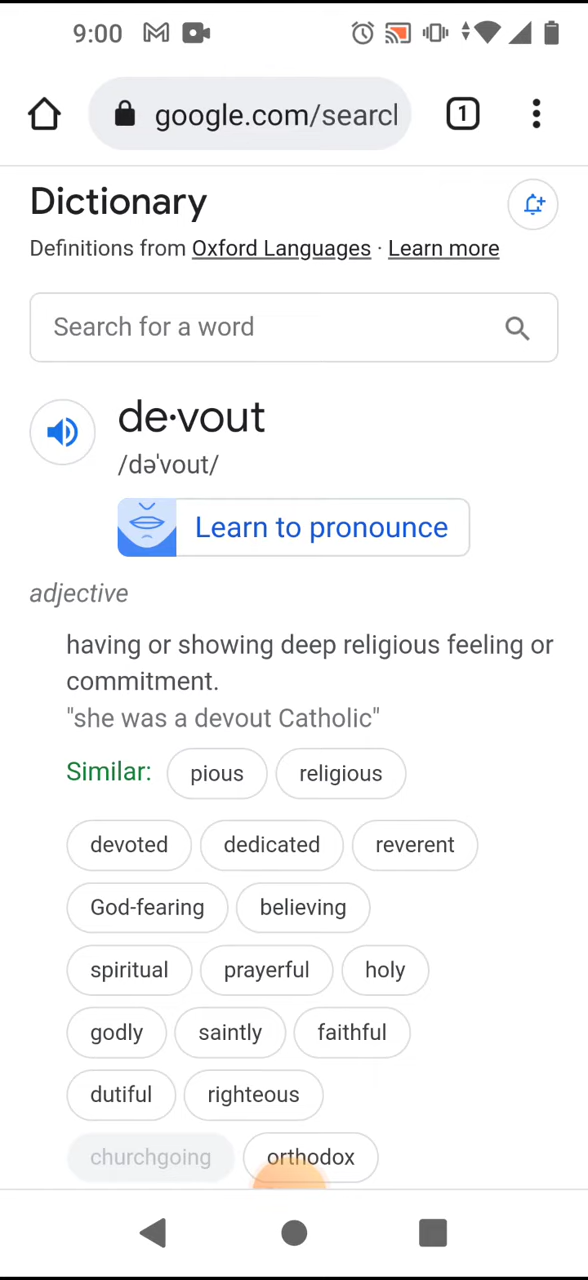 9:00
google.com/searcl
1
Dictionary
Definitions from Oxford Languages · Learn more
Search for a word
de·vout
/dəˈvout/
Learn to pronounce
adjective
having or showing deep religious feeling or
commitment.
"she was a devout Catholic"
Similar: pious religious
devoted dedicated reverent
God-fearing believing
spiritual prayerful holy
godly saintly faithful
dutiful righteous
churchgoing orthodox